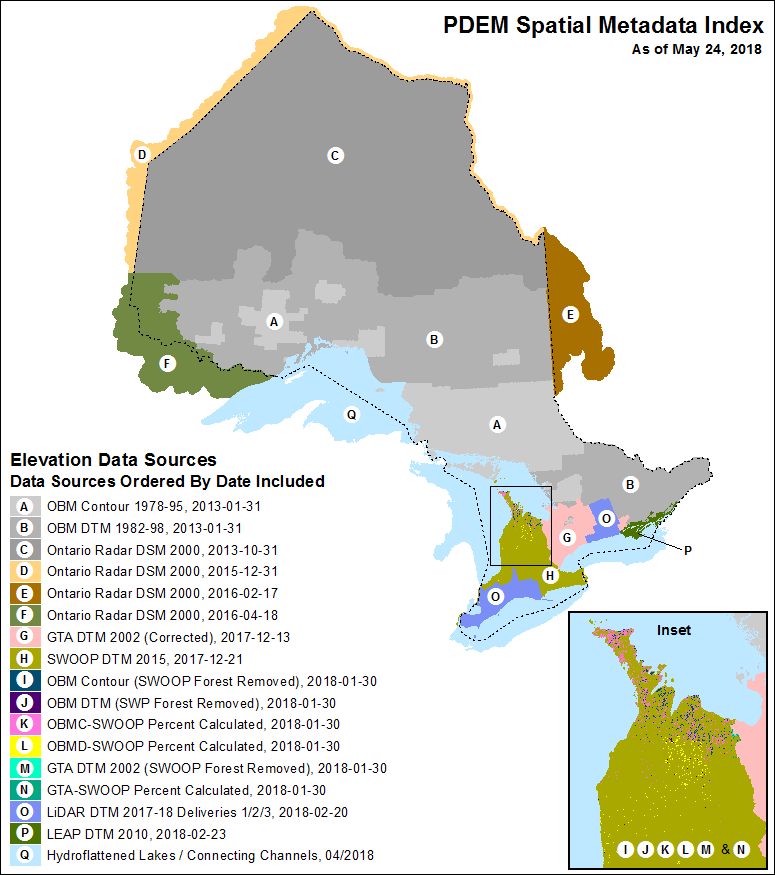 PDEM Spatial Metadata Index
As of May 24, 2018
D
C
A
B
E
F
Q
A
B
O
G
P
H
O
Elevation Data Sources
Data Sources Ordered By Date Included
A OBM Contour 1978-95, 2013-01-31
B OBM DTM 1982-98, 2013-01-31
C Ontario Radar DSM 2000, 2013-10-31
D Ontario Radar DSM 2000, 2015-12-31
E Ontario Radar DSM 2000, 2016-02-17
F Ontario Radar DSM 2000, 2016-04-18
G GTA DTM 2002 (Corrected), 2017-12-13
H SWOOP DTM 2015, 2017-12-21
I OBM Contour (SWOOP Forest Removed), 2018-01-30
J OBM DTM (SWP Forest Removed), 2018-01-30
K OBMC-SWOOP Percent Calculated, 2018-01-30
L OBMD-SWOOP Percent Calculated, 2018-01-30
M GTA DTM 2002 (SWOOP Forest Removed), 2018-01-30
N GTA-SWOOP Percent Calculated, 2018-01-30
O LiDAR DTM 2017-18 Deliveries 1/2/3, 2018-02-20
P LEAP DTM 2010, 2018-02-23
Q Hydroflattened Lakes / Connecting Channels, 04/2018
Inset
I J K L M & N